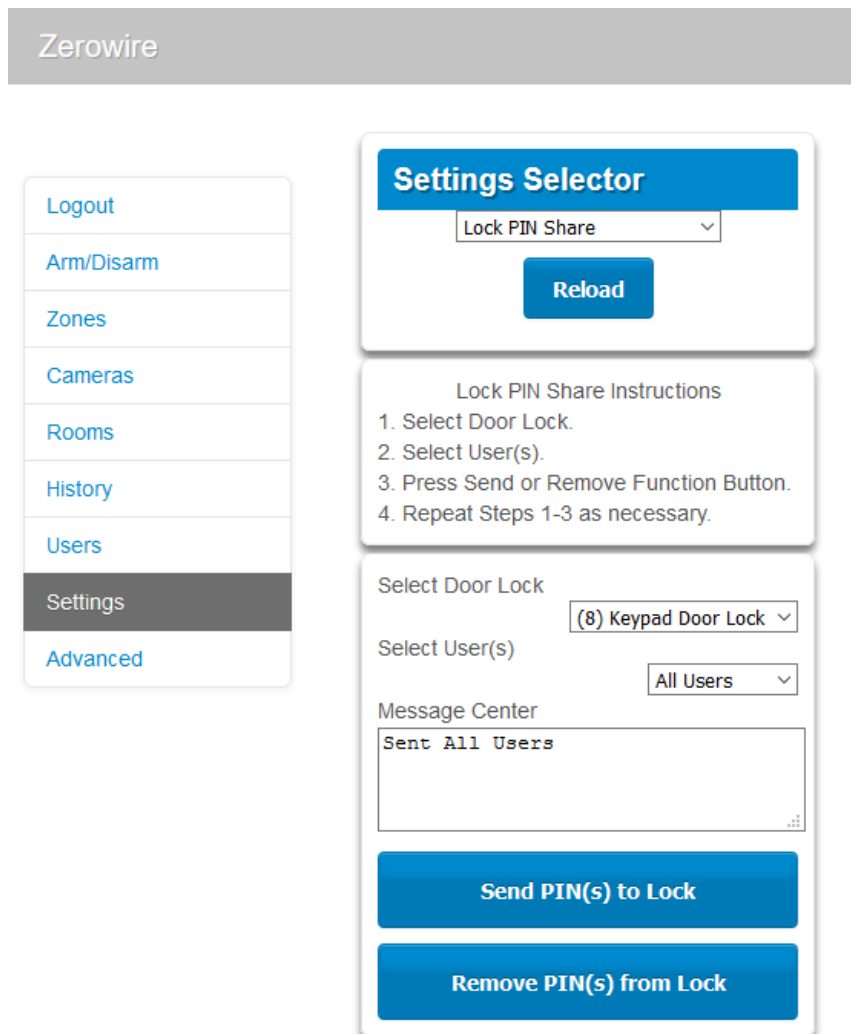 Zerowire
Logout
Arm/Disarm
Zones
Cameras
Rooms
History
Users
Settings
Advanced
Settings Selector
Lock PIN Share
Reload
Lock PIN Share Instructions
1. Select Door Lock.
2. Select User(s).
3. Press Send or Remove Function Button.
4. Repeat Steps 1-3 as necessary.
Select Door Lock
(8) Keypad Door Lock
Select User(s)
All Users
Message Center
Sent All Users
Send PIN(s) to Lock
Remove PIN(s) from Lock